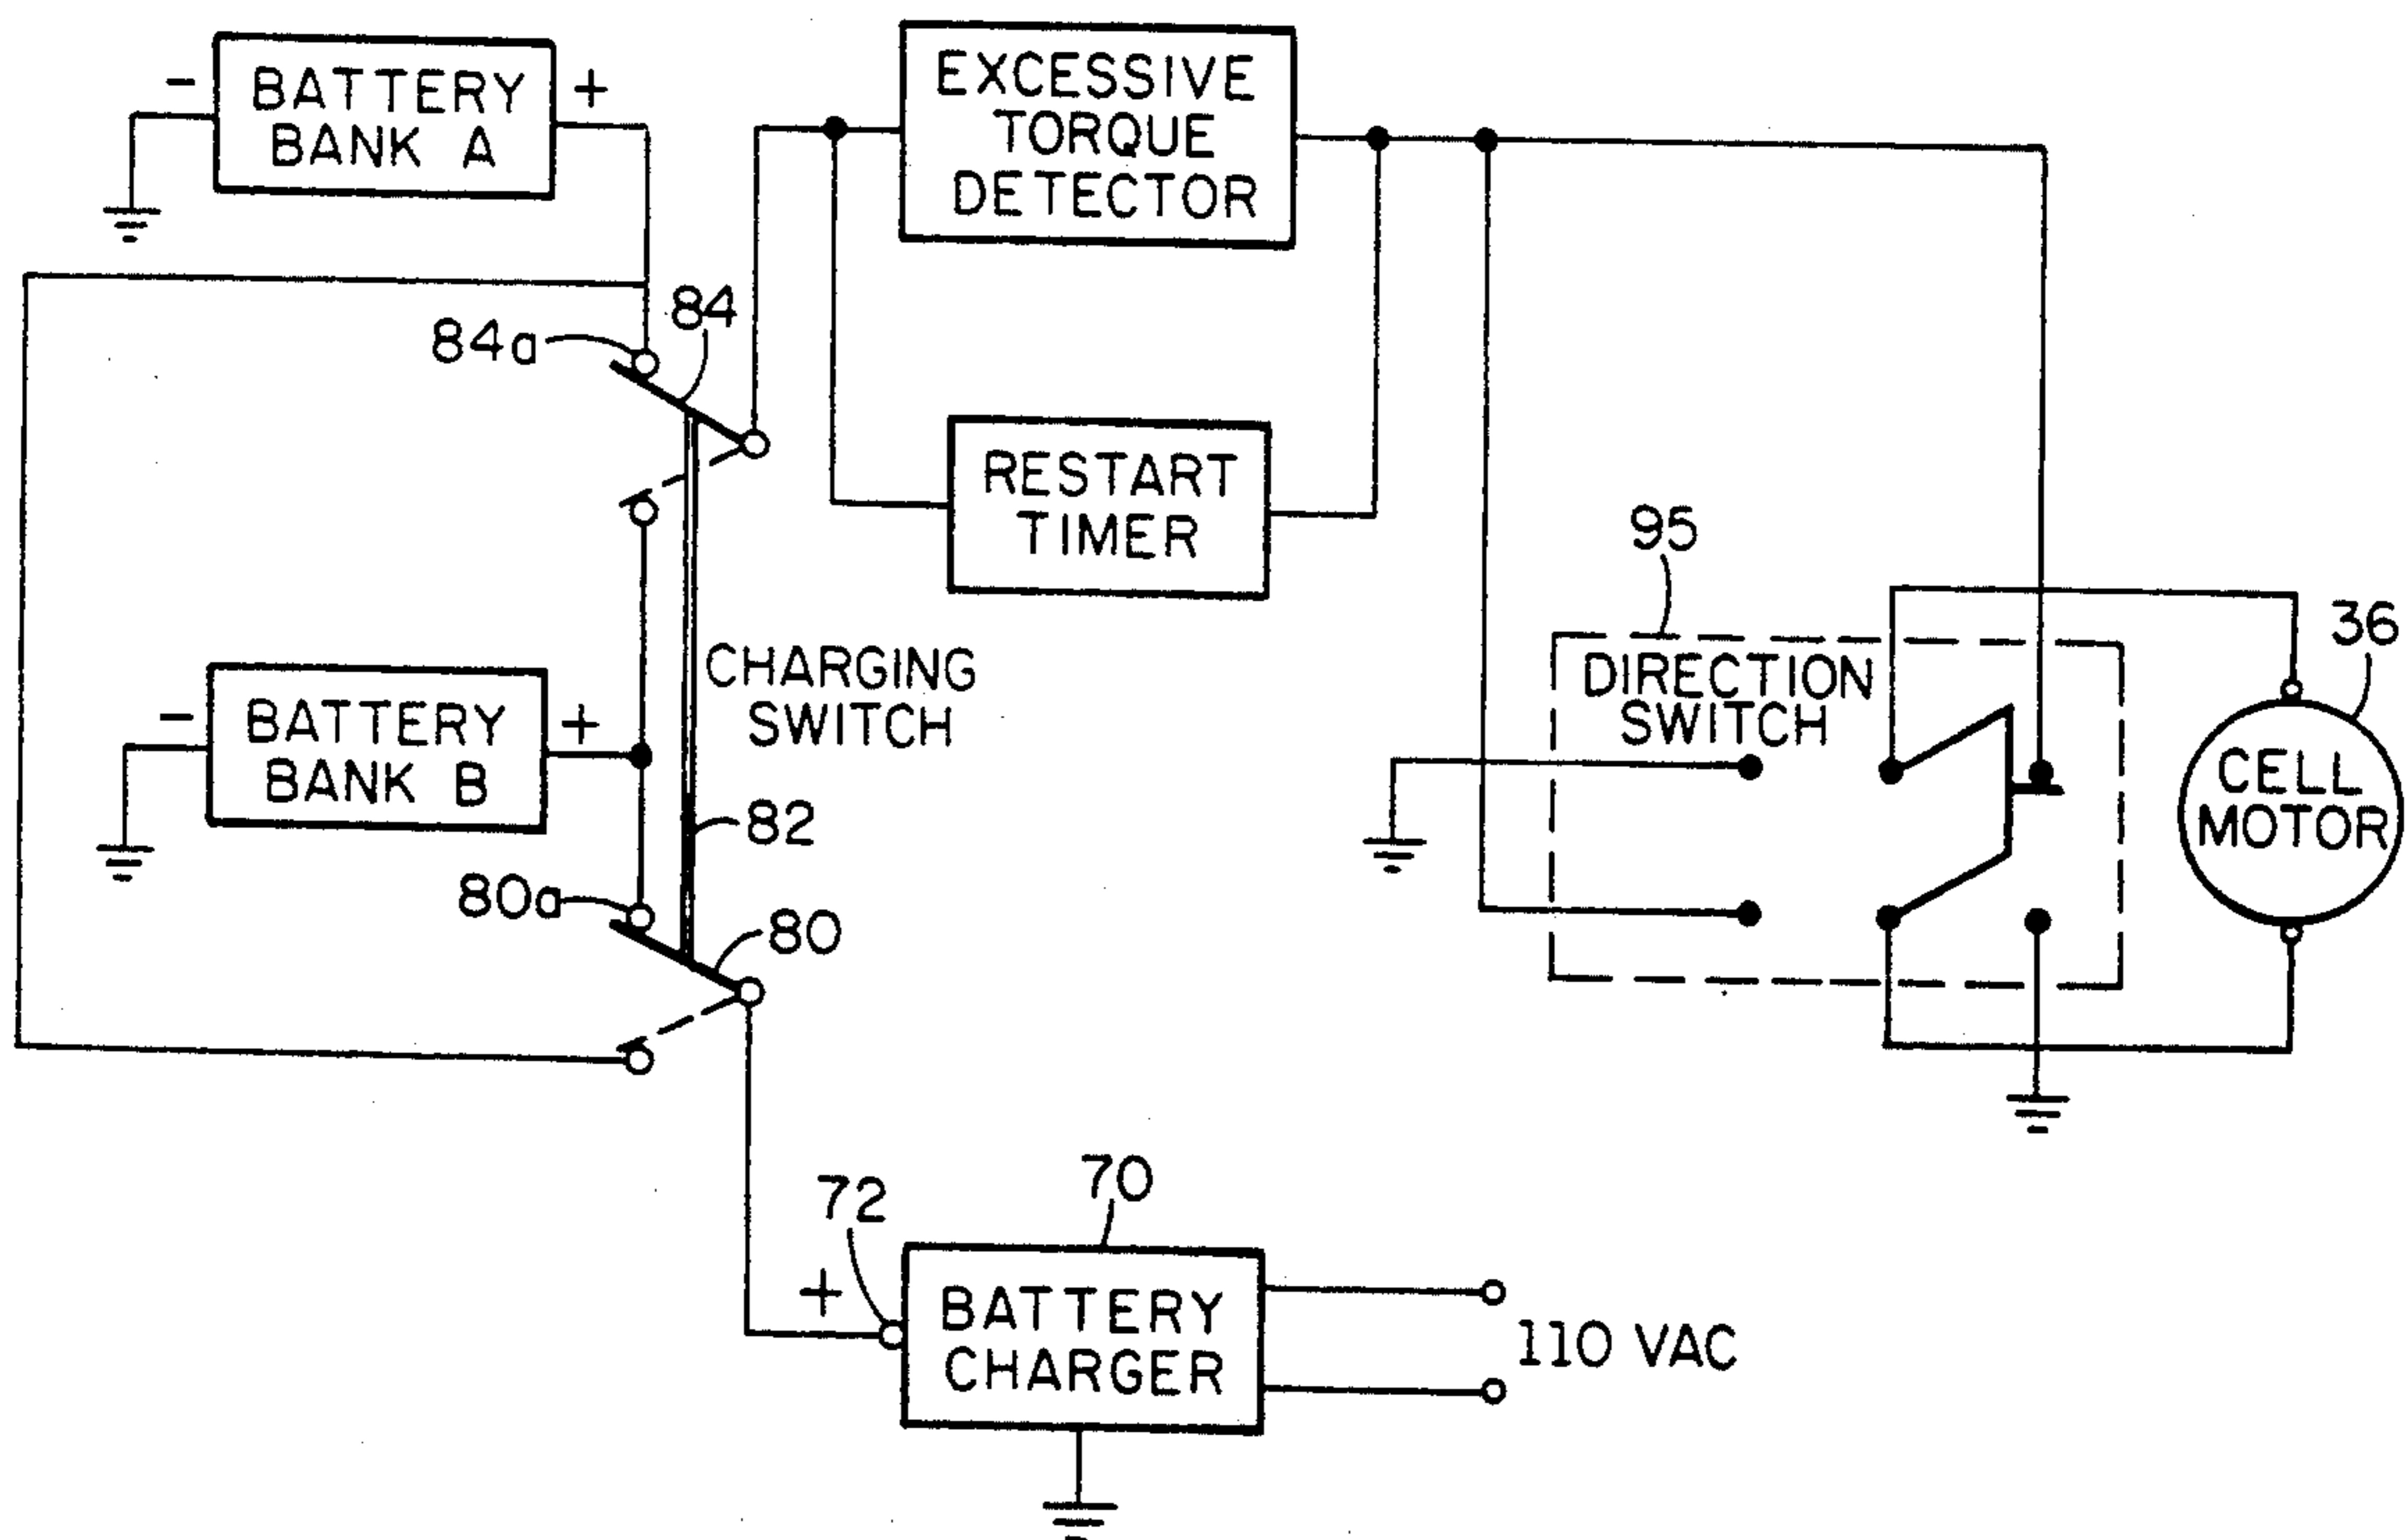 - BATTERY +
BANK A
EXCESSIVE
TORQUE
DETECTOR
84a
84
RESTART
TIMER
95
36
CHARGING
SWITCH
DIRECTION
SWITCH
- BATTERY +
BANK B
CELL
MOTOR
82
80a
80
72
70
+
BATTERY
CHARGER
110 VAC